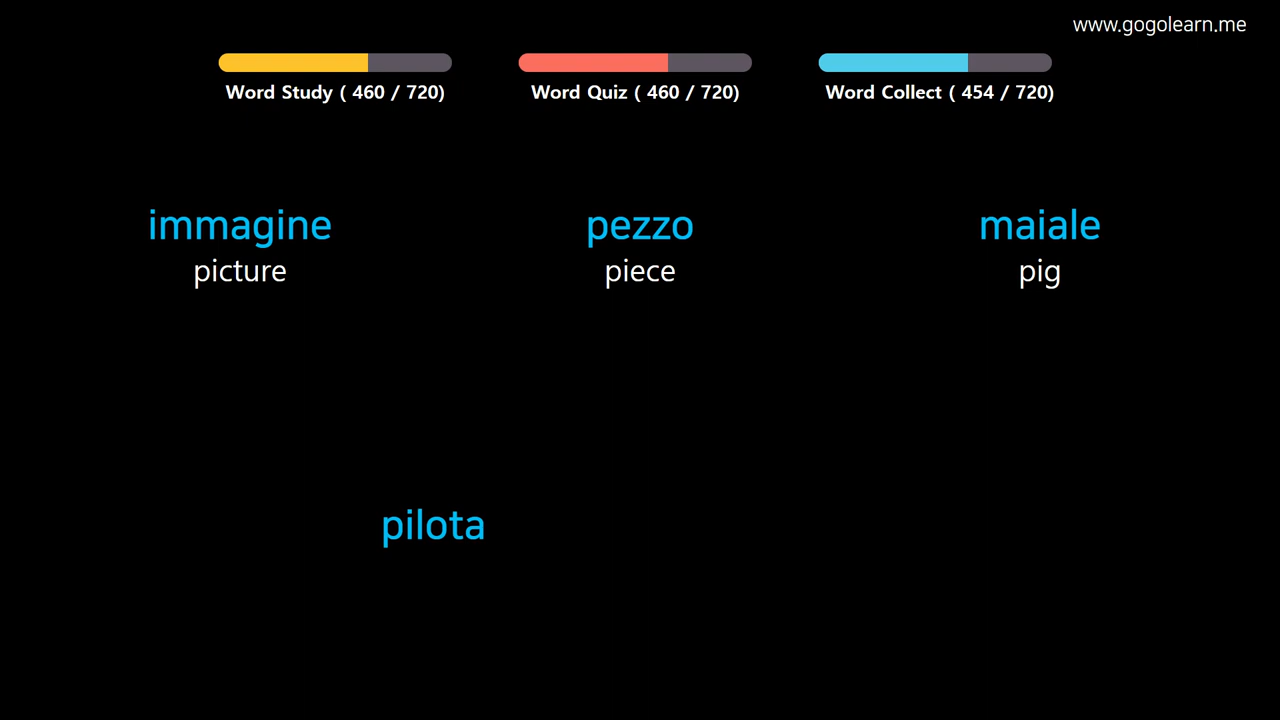 www.gogolearn.me
Word Study ( 460 / 720)
Word Quiz ( 460 / 720)
Word Collect ( 454 / 720)
immagine
picture
pezzo
piece
maiale
pig
pilota